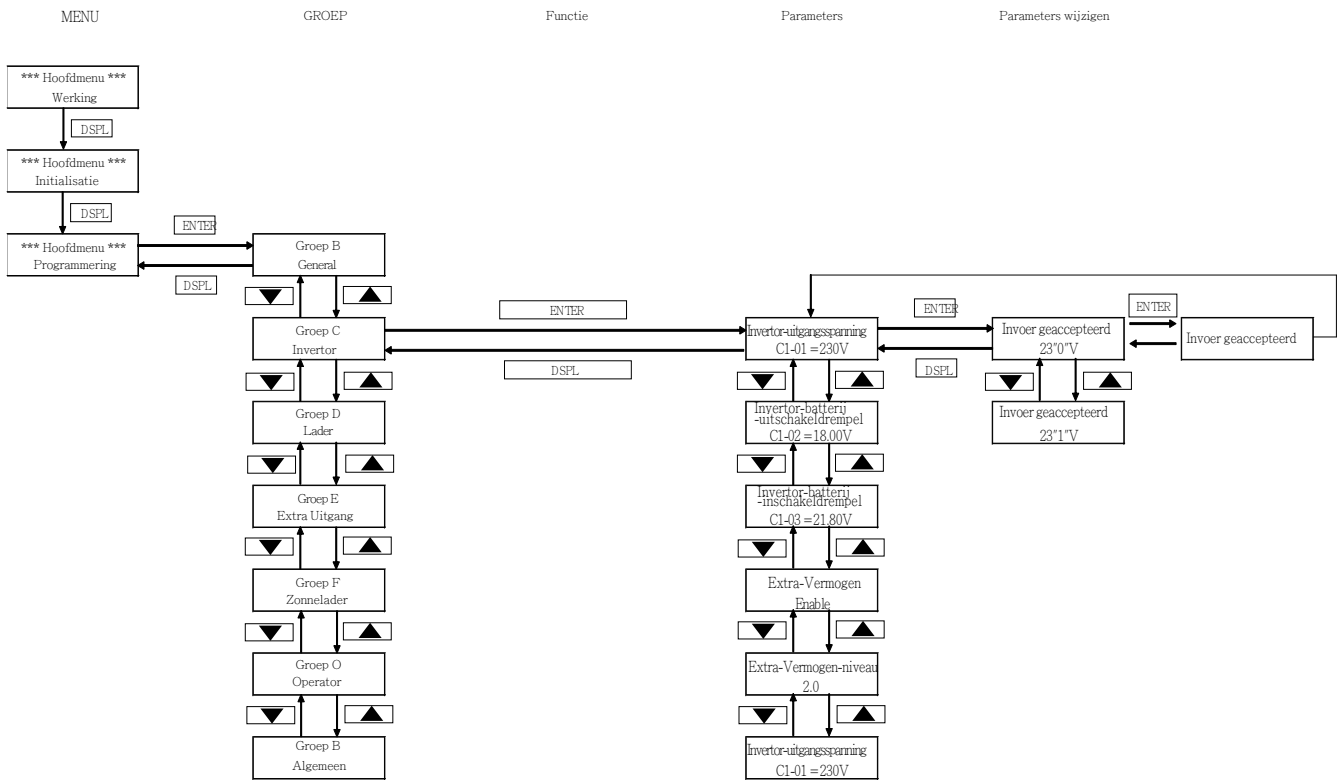 MENU
GROEP
Functie
Parameters
Parameters wijzigen
*** Hoofdmenu ***
Werking
DSPL
*** Hoofdmenu ***
Initialisatie
DSPL
*** Hoofdmenu ***
Programmering
ENTER
DSPL
Groep B
General
Groep C
Invertor
Groep D
Lader
Groep E
Extra Uitgang
Groep F
Zonnelader
Groep O
Operator
Groep B
Algemeen
ENTER
DSPL
Invertor-uitgangsspanning
C1-01 =230V
Invertor-batterij
-uitschakeldrempel
C1-02 =18.00V
Invertor-batterij
-inschakeldrempel
C1-03 =21.80V
Extra-Vermogen
Enable
Extra-Vermogen-niveau
2.0
Invertor-uitgangsspanning
C1-01 =230V
ENTER
DSPL
Invoer geaccepteerd
23"0"V
Invoer geaccepteerd
23"1"V
ENTER
Invoer geaccepteerd